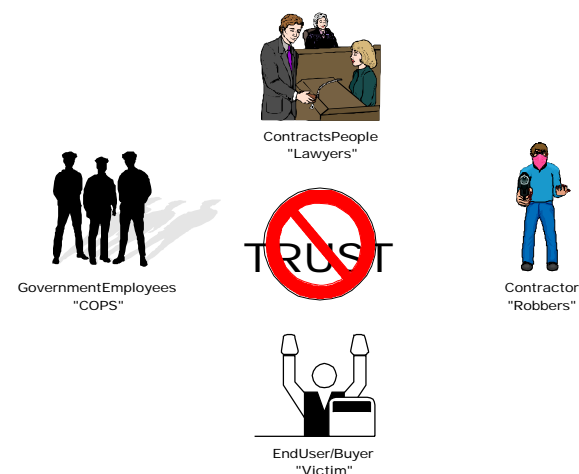 ContractsPeople
"Lawyers"
GovernmentEmployees
"COPS"
TRUST
Contractor
"Robbers"
EndUser/Buyer
"Victim"